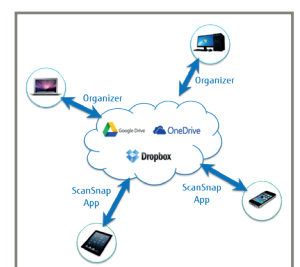 Organizer
Organizer
Google Drive OneDrive
Dropbox
ScanSnap
App
ScanSnap
App